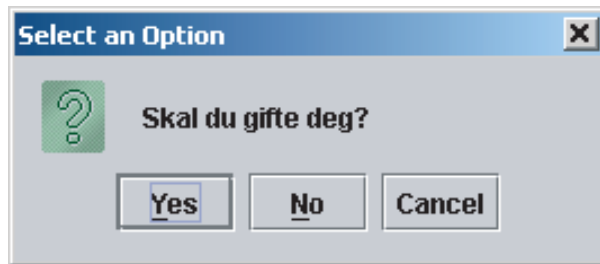 Select an Option
Skal du gifte deg?
Yes No Cancel